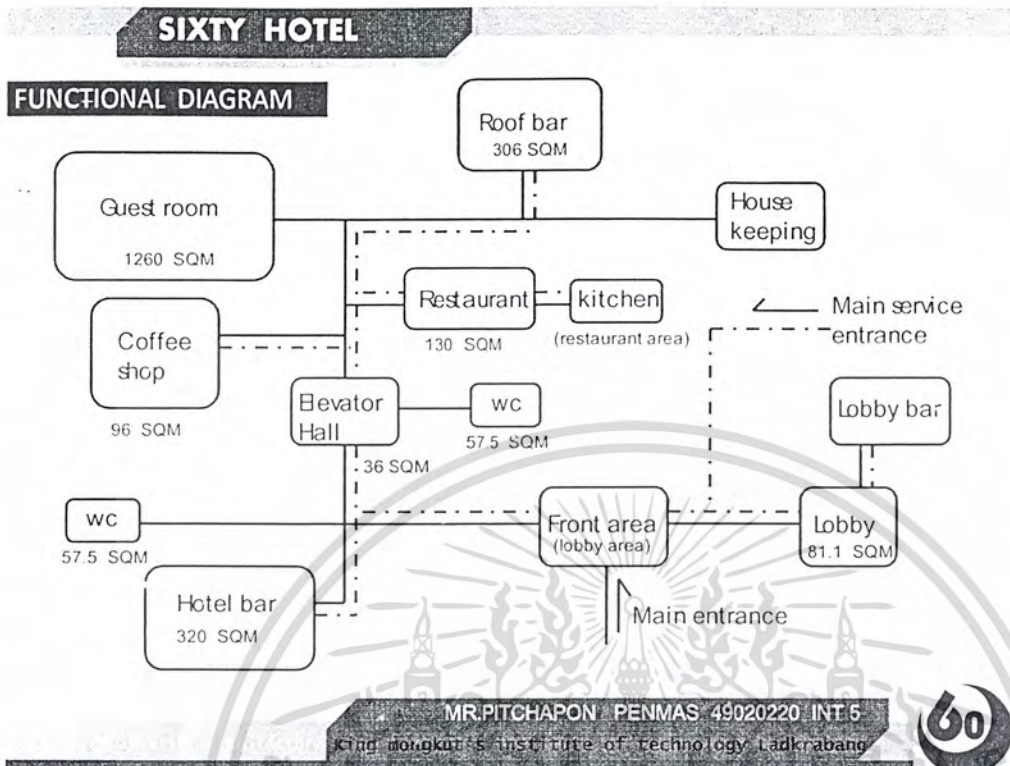 SIXTY HOTEL
FUNCTIONAL DIAGRAM
Roof bar
306 SQM
Guest room
1260 SQM
House
keeping
Restaurant
130 SQM
kitchen
(restaurant area)
Main service
entrance
Coffee
shop
96 SQM
Elevator
Hall
36 SQM
WC
57.5 SQM
Lobby bar
WC
57.5 SQM
Front area
(lobby area)
Lobby
81.1 SQM
Hotel bar
320 SQM
Main entrance
MR.PITCHAPON PENMAS 49020220 INT 5
King mongkut's institute of technology Ladkrabang
60